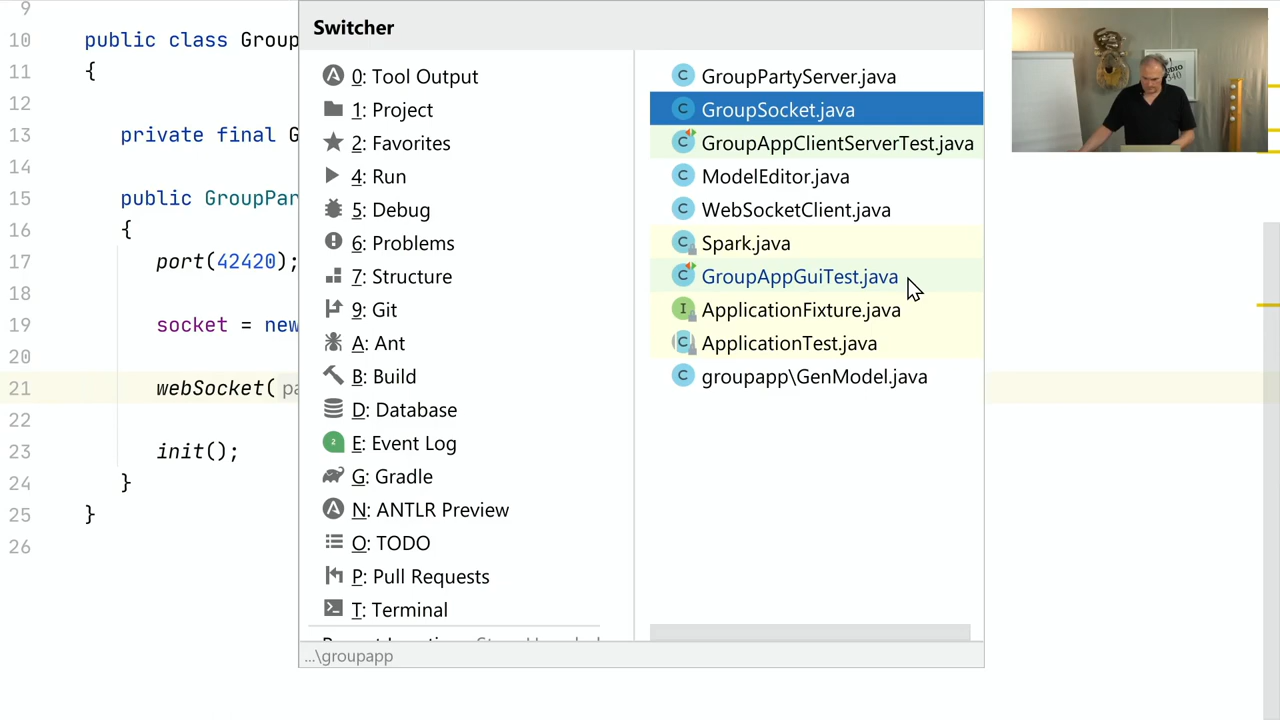 9
10 public class Group
11 {
12
13 private final G
14
15 public GroupPar
16 {
17 port(42420);
18
19 socket = new
20
21 webSocket( pa
22
23 init();
24 }
25 }
26
Switcher
0: Tool Output
1: Project
2: Favorites
4: Run
5: Debug
6: Problems
7: Structure
9: Git
A: Ant
B: Build
D: Database
E: Event Log
G: Gradle
N: ANTLR Preview
O: TODO
P: Pull Requests
T: Terminal
GroupPartyServer.java
GroupSocket.java
GroupAppClientServerTest.java
ModelEditor.java
WebSocketClient.java
Spark.java
GroupAppGuiTest.java
ApplicationFixture.java
ApplicationTest.java
groupapp\GenModel.java
...\groupapp